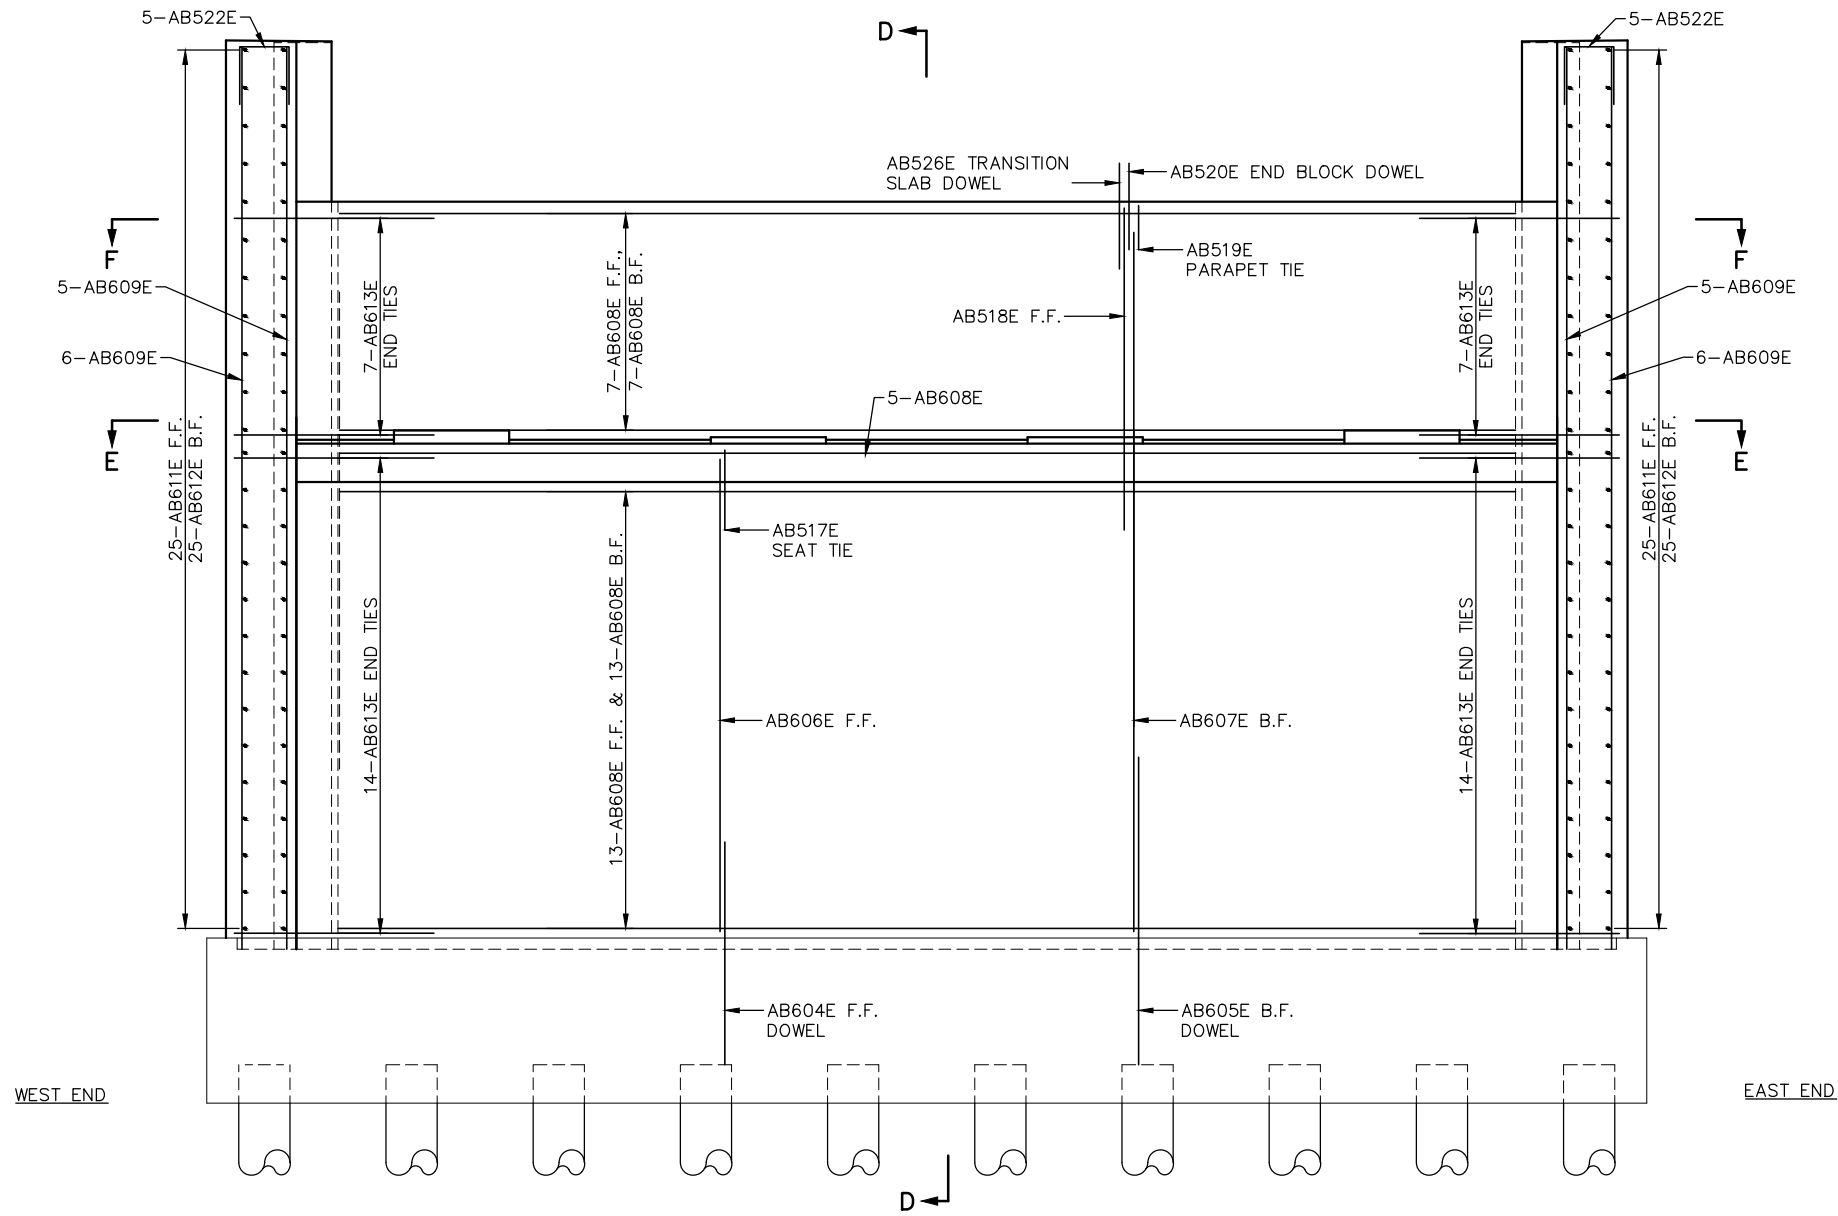 5-AB522E
D
5-AB522E
AB526E TRANSITION
SLAB DOWEL
AB520E END BLOCK DOWEL
F
F
AB519E
PARAPET TIE
5-AB609E
5-AB609E
7-AB613E
END TIES
7-AB608E F.F.,
7-AB608E B.F.
AB518E F.F.
7-AB613E
END TIES
6-AB609E
6-AB609E
5-AB608E
E
E
25-AB611E F.F.
25-AB612E B.F.
25-AB611E F.F.
25-AB612E B.F.
AB517E
SEAT TIE
14-AB613E END TIES
13-AB608E F.F. & 13-AB608E B.F.
14-AB613E END TIES
AB606E F.F.
AB607E B.F.
AB604E F.F.
DOWEL
AB605E B.F.
DOWEL
WEST END
EAST END
D